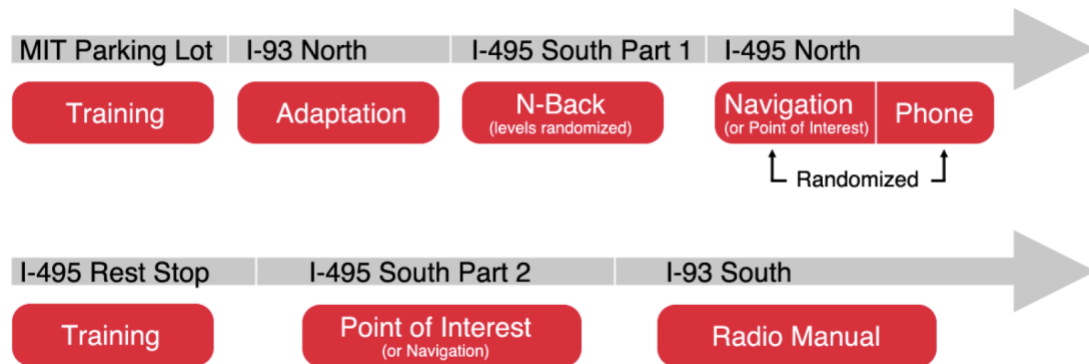 MIT Parking Lot I-93 North I-495 South Part 1 I-495 North
Training Adaptation N-Back Navigation Phone
(levels randomized) (or Point of Interest)
Randomized
I-495 Rest Stop I-495 South Part 2 I-93 South
Training Point of Interest Radio Manual
(or Navigation)